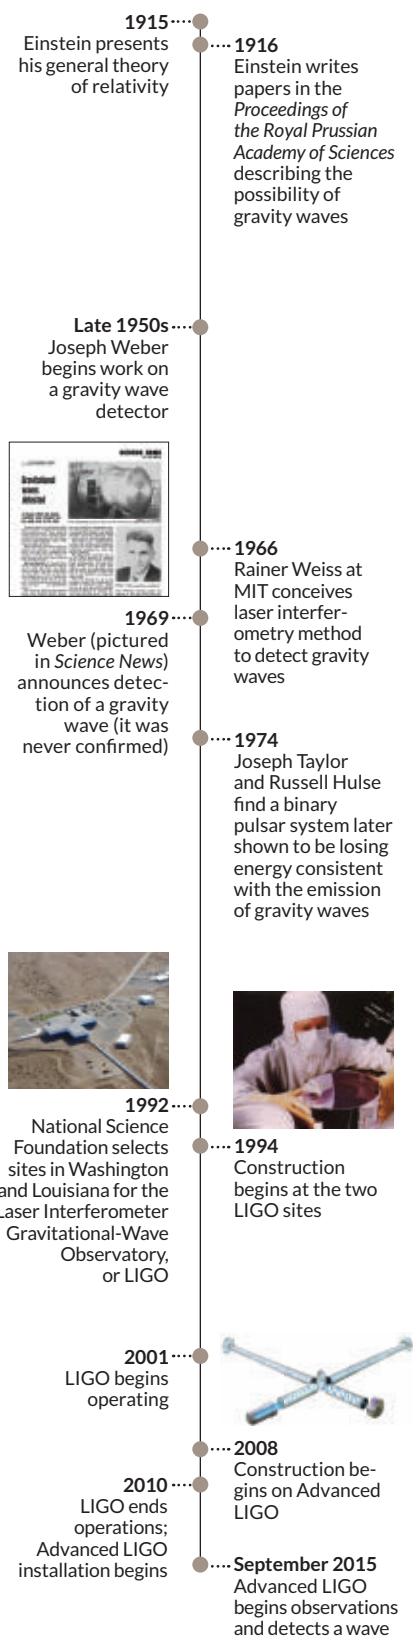 1915
Einstein presents
his general theory
of relativity
1916
Einstein writes
papers in the
Proceedings of
the Royal Prussian
Academy of Sciences
describing the
possibility of
gravity waves
Late 1950s
Joseph Weber
begins work on
a gravity wave
detector
Gravitational
waves
detected
1966
Rainer Weiss at
MIT conceives
laser interfer-
ometry method
to detect gravity
waves
1969
Weber (pictured
in Science News)
announces detec-
tion of a gravity
wave (it was
never confirmed)
1974
Joseph Taylor
and Russell Hulse
find a binary
pulsar system later
shown to be losing
energy consistent
with the emission
of gravity waves
1992
National Science
Foundation selects
sites in Washington
and Louisiana for the
Laser Interferometer
Gravitational-Wave
Observatory,
or LIGO
1994
Construction
begins at the two
LIGO sites
2001
LIGO begins
operating
2008
Construction be-
gins on Advanced
LIGO
2010
LIGO ends
operations;
Advanced LIGO
installation begins
September 2015
Advanced LIGO
begins observations
and detects a wave